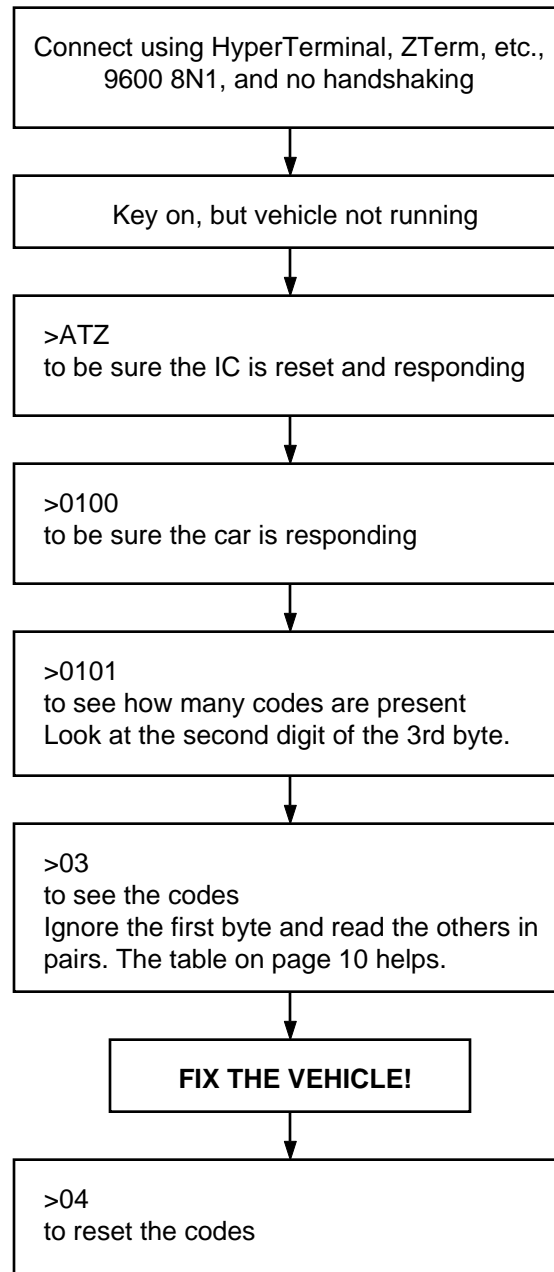 Connect using HyperTerminal, ZTerm, etc.,
9600 8N1, and no handshaking
Key on, but vehicle not running
>ATZ
to be sure the IC is reset and responding
>0100
to be sure the car is responding
>0101
to see how many codes are present
Look at the second digit of the 3rd byte.
>03
to see the codes
Ignore the first byte and read the others in
pairs. The table on page 10 helps.
FIX THE VEHICLE!
>04
to reset the codes